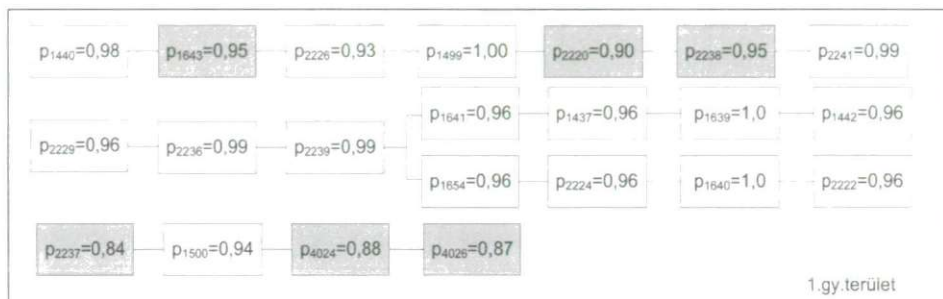 p1440=0,98 p1643=0,95 p2226=0,93 p1499=1,00 p2220=0,90 p2238=0,95 p2241=0,99
p1641=0,96 p1437=0,96 p1639=1,0 p1442=0,96
p2229=0,96 p2236=0,99 p2239=0,99
p1654=0,96 p2224=0,96 p1640=1,0 p2222=0,96
p2237=0,84 p1500=0,94 p4024=0,88 p4026=0,87
1.gy.terület